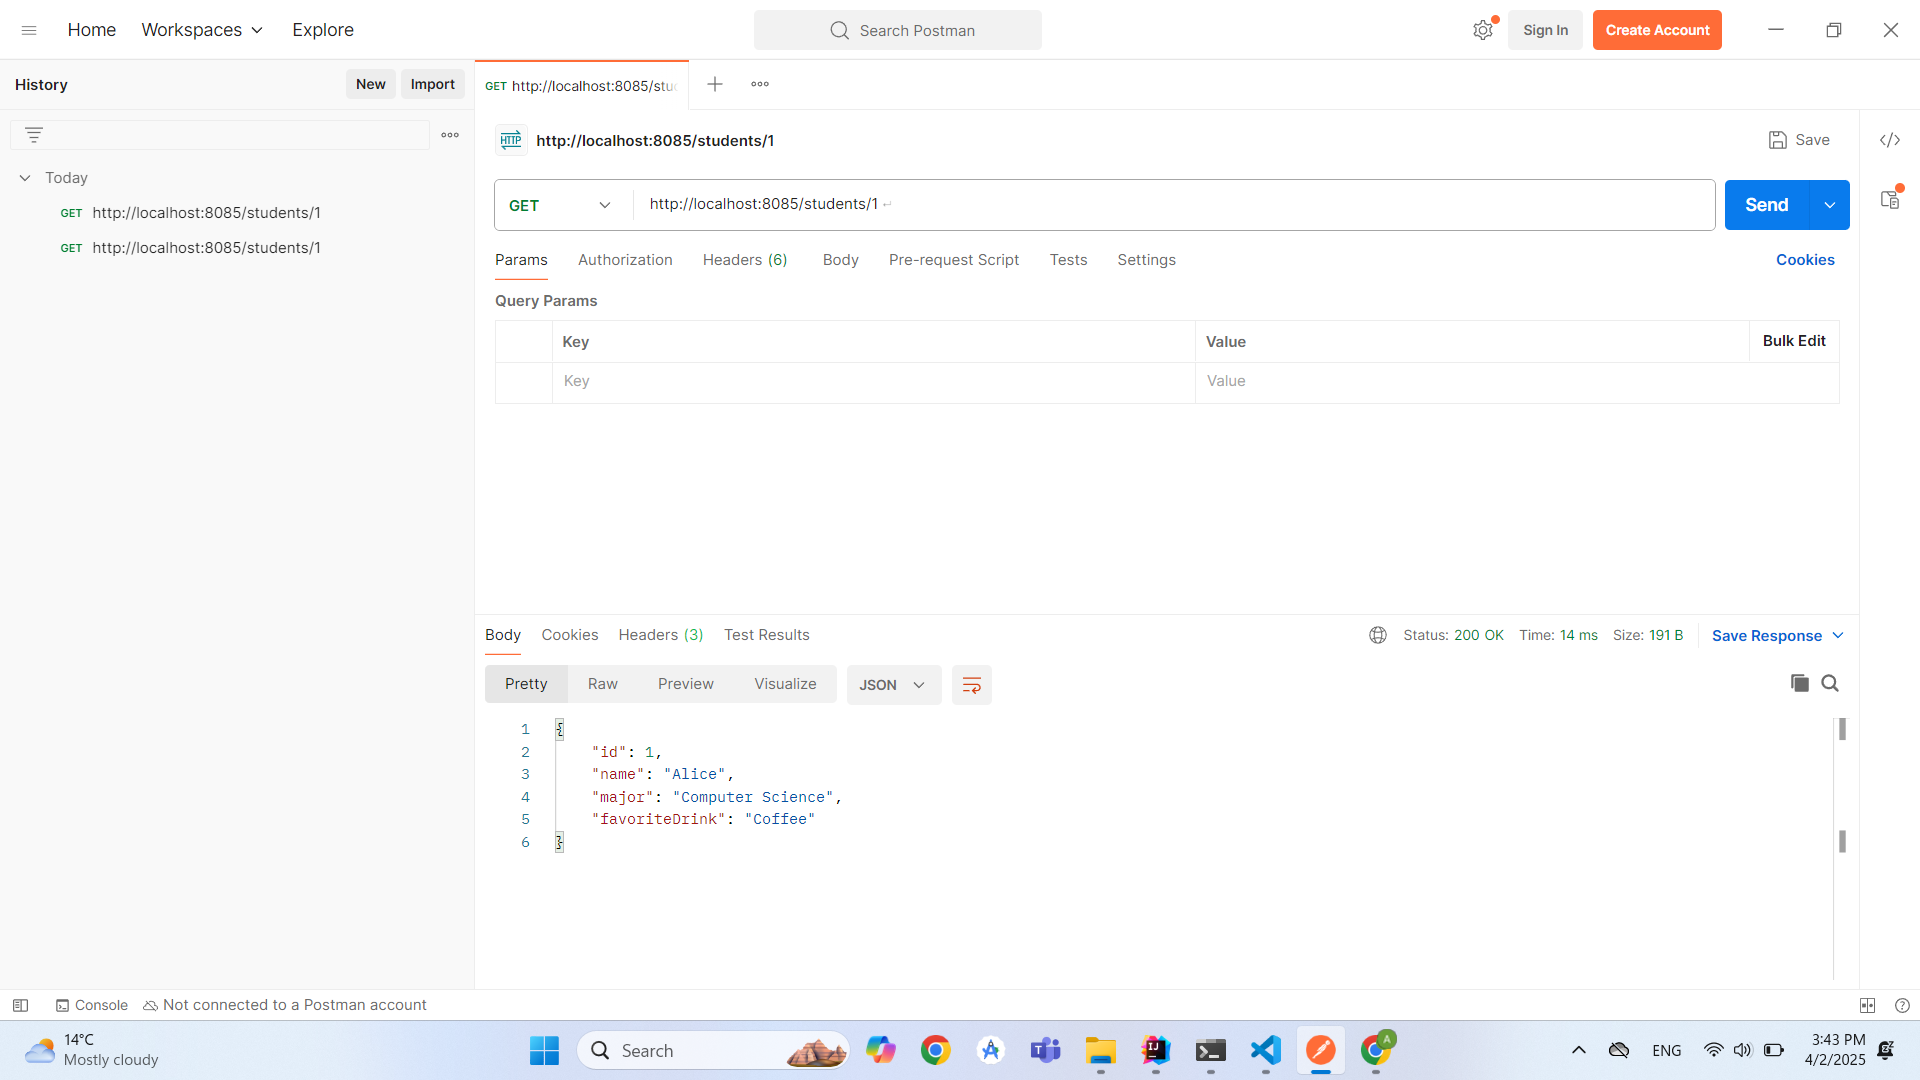 Home Workspaces Explore
Search Postman
Sign In Create Account
History New Import
GET http://localhost:8085/stu
HTTP http://localhost:8085/students/1
Save
Today
GET http://localhost:8085/students/1
GET http://localhost:8085/students/1
GET http://localhost:8085/students/1
Send
Params Authorization Headers (6) Body Pre-request Script Tests Settings Cookies
Query Params
Key Value Bulk Edit
Key Value
Body Cookies Headers (3) Test Results
Status: 200 OK Time: 14 ms Size: 191 B Save Response
Pretty Raw Preview Visualize JSON
1 {
2 "id": 1,
3 "name": "Alice",
4 "major": "Computer Science",
5 "favoriteDrink": "Coffee"
6 }
Console Not connected to a Postman account
14°C
Mostly cloudy
Search
ENG
3:43 PM
4/2/2025